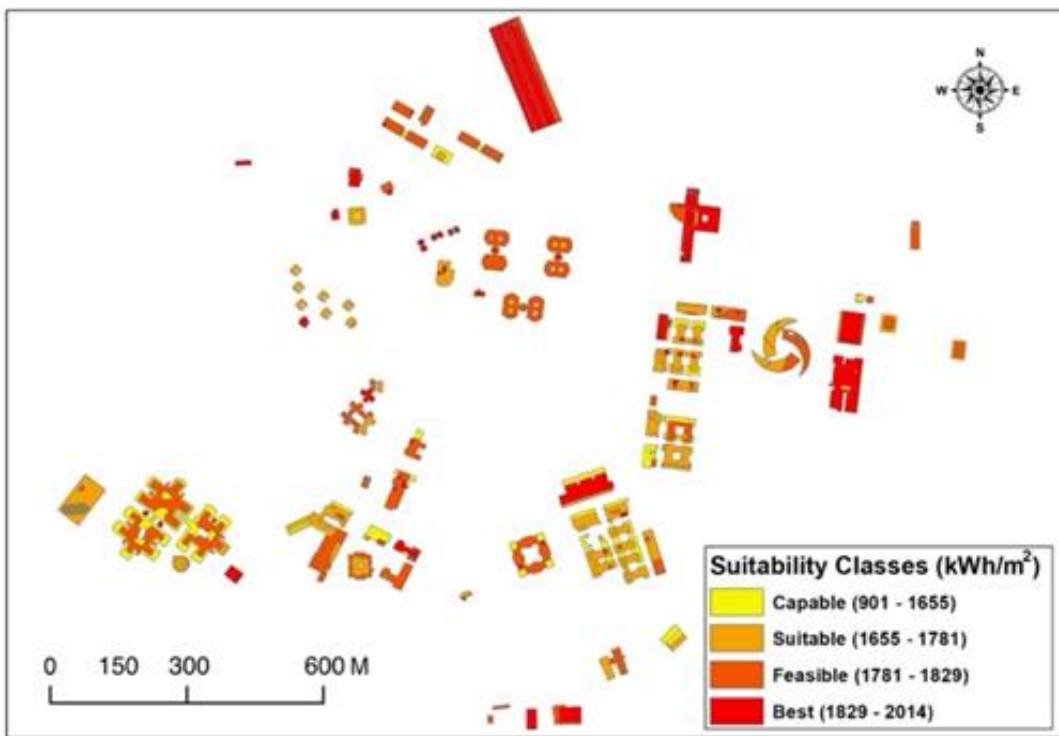 N
W E
S
Suitability Classes (kWh/m²)
Capable (901 - 1655)
Suitable (1655 - 1781)
Feasible (1781 - 1829)
Best (1829 - 2014)
0 150 300 600 M